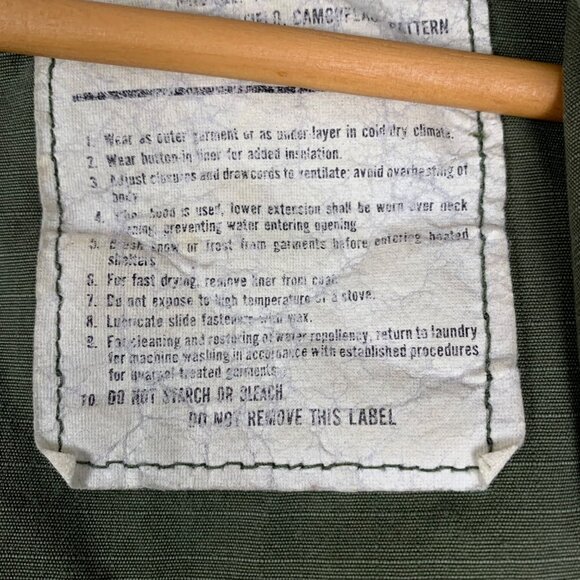 FIELD, CAMOUFLAGE PATTERN
1. Wear as outer garment or as under layer in cold dry climate.
2. Wear button-in liner for added insulation.
3. Adjust closures and drawcords to ventilate; avoid overheating of
body
4. When hood is used, lower extension shall be worn over neck
opening, preventing water entering opening
5. Brush snow or frost from garments before entering heated
shelters
6. For fast drying, remove liner from coat.
7. Do not expose to high temperature of a stove.
8. Lubricate slide fasteners with wax.
9. For cleaning and restoring of water repellency, return to laundry
for machine washing in accordance with established procedures
for quarpel treated garments.
10. DO NOT STARCH OR BLEACH
DO NOT REMOVE THIS LABEL